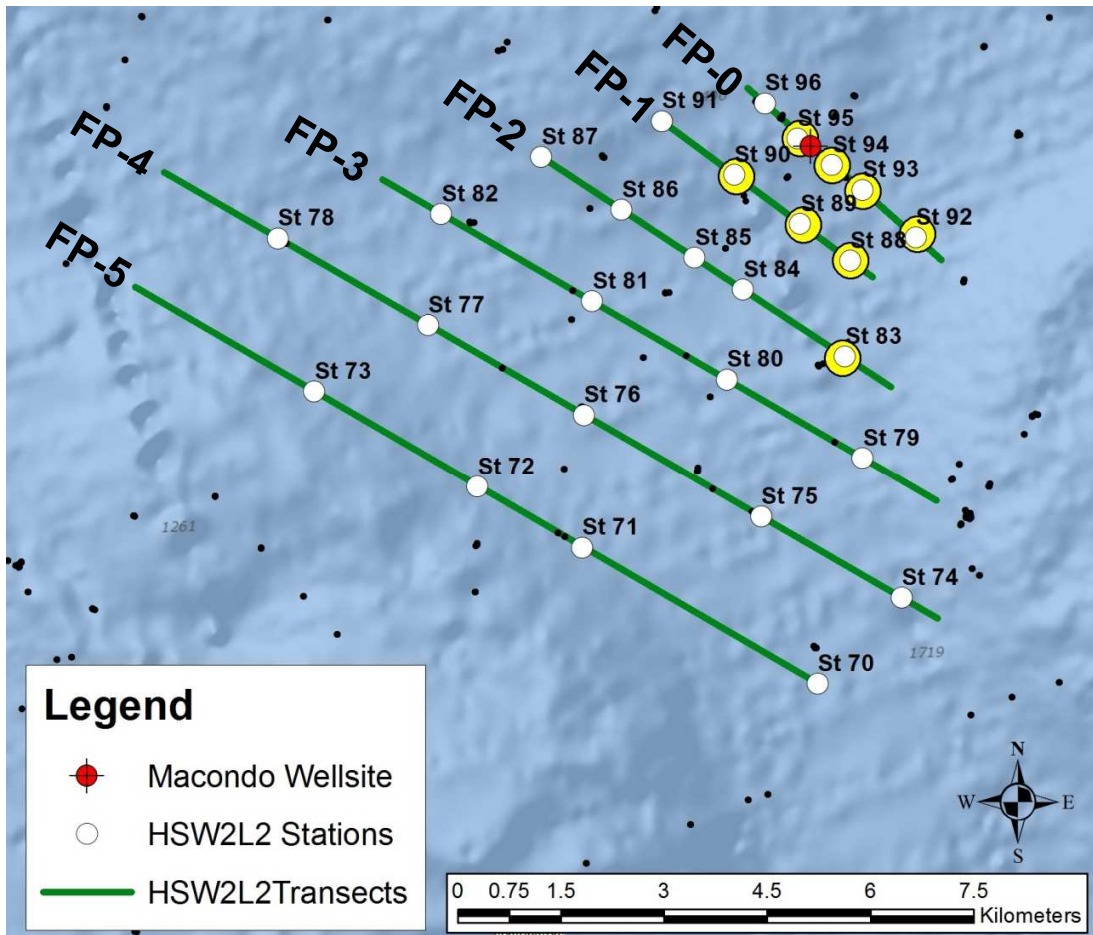 FP-0
St 96
FP-1
St 91
St 95
FP-2
St 87
St 94
St 90
St 93
FP-3
FP-4
St 82
St 86
St 89
St 92
St 78
St 88
FP-5
St 85
St 84
St 81
St 77
St 83
St 80
St 73
St 76
St 79
St 72
St 75
1261
St 71
St 74
1719
St 70
Legend
Macondo Wellsite
HSW2L2 Stations
HSW2L2Transects
N
W
E
S
0 0.75 1.5 3 4.5 6 7.5
Kilometers